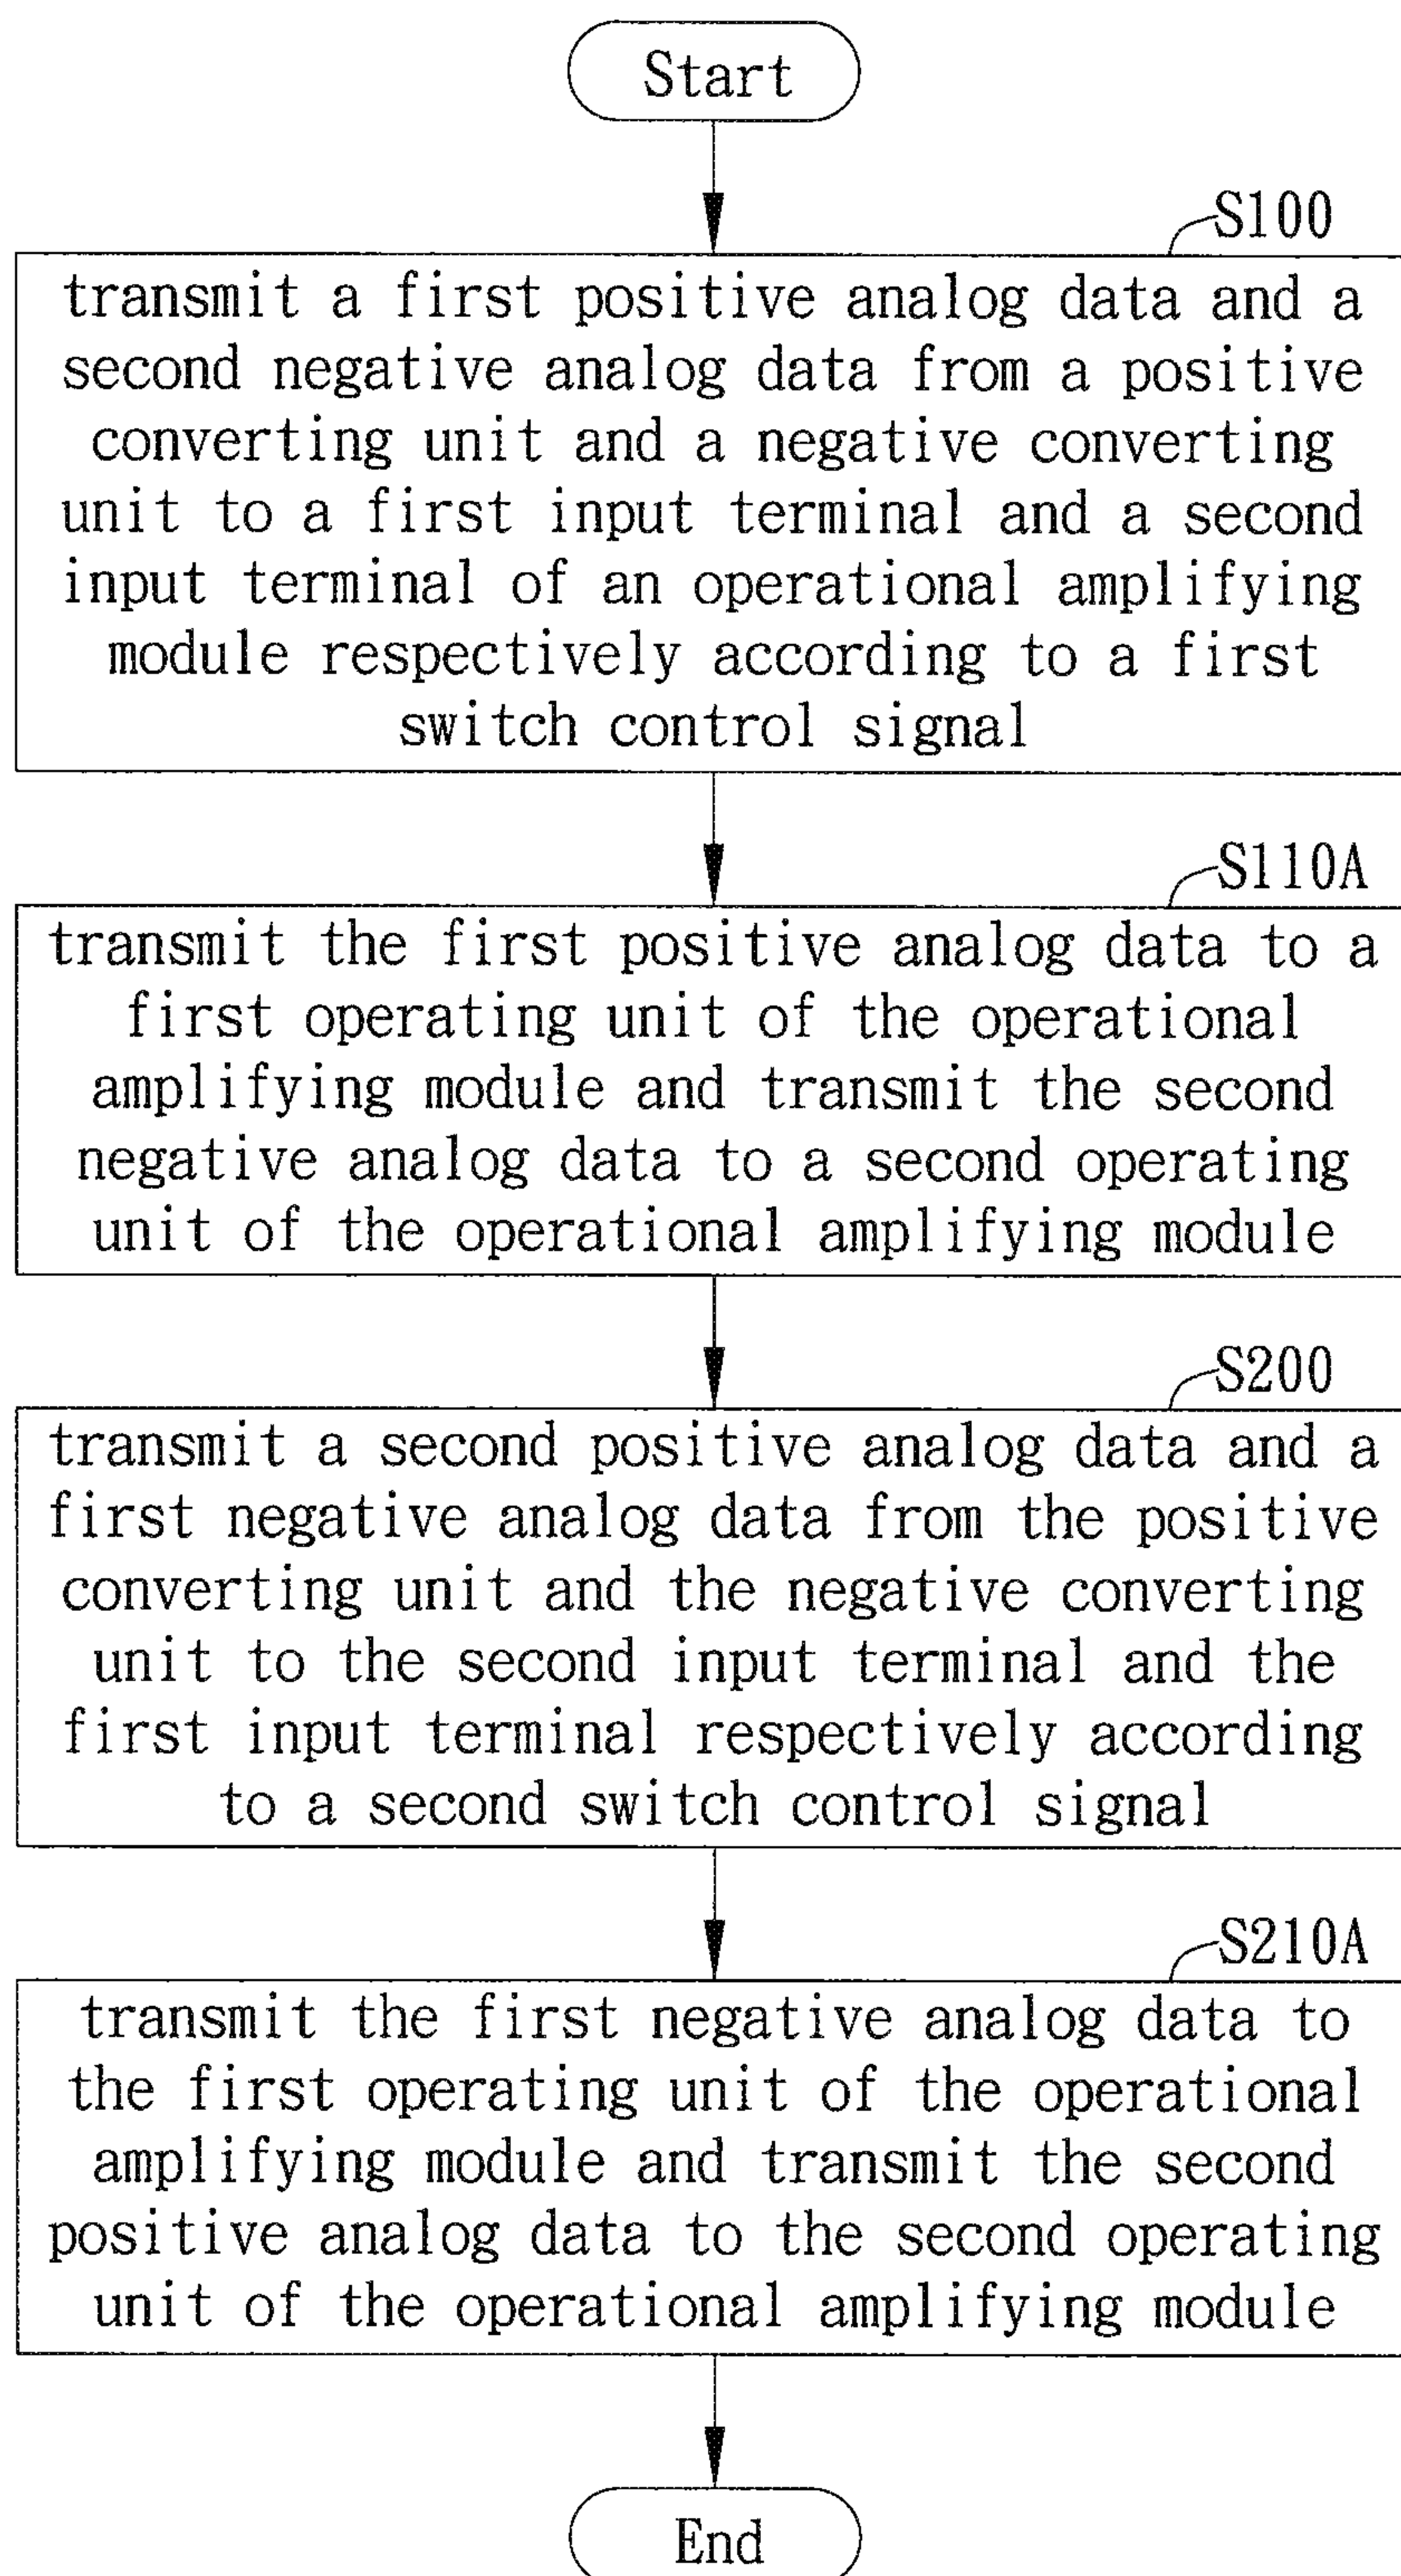 Start
S100
transmit a first positive analog data and a
second negative analog data from a positive
converting unit and a negative converting
unit to a first input terminal and a second
input terminal of an operational amplifying
module respectively according to a first
switch control signal
S110A
transmit the first positive analog data to a
first operating unit of the operational
amplifying module and transmit the second
negative analog data to a second operating
unit of the operational amplifying module
S200
transmit a second positive analog data and a
first negative analog data from the positive
converting unit and the negative converting
unit to the second input terminal and the
first input terminal respectively according
to a second switch control signal
S210A
transmit the first negative analog data to
the first operating unit of the operational
amplifying module and transmit the second
positive analog data to the second operating
unit of the operational amplifying module
End